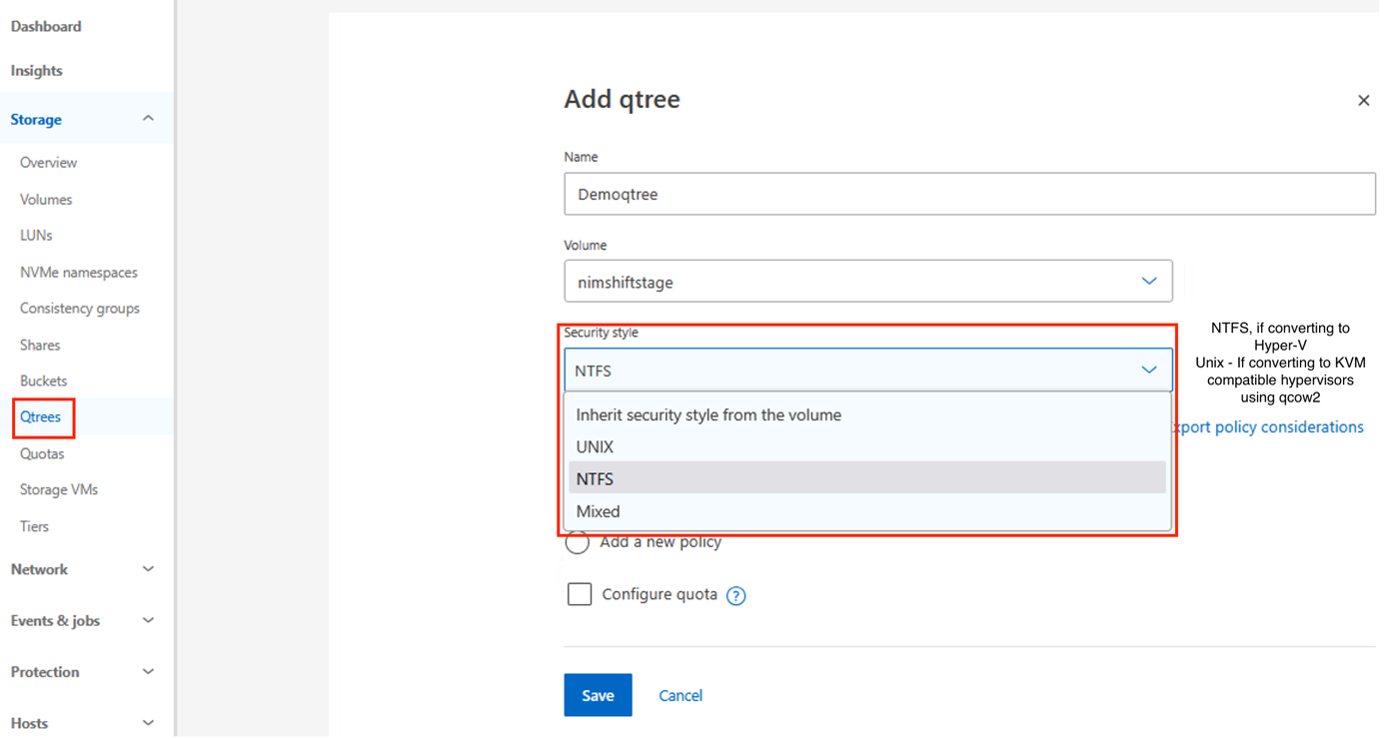 Dashboard
Insights
Storage
Overview
Volumes
LUNs
NVMe namespaces
Consistency groups
Shares
Buckets
Qtrees
Quotas
Storage VMs
Tiers
Network
Events & jobs
Protection
Hosts
Add qtree
Name
Demoqtree
Volume
nimshiftstage
Security style
NTFS
Inherit security style from the volume
UNIX
NTFS
Mixed
NTFS, if converting to
Hyper-V
Unix - If converting to KVM
compatible hypervisors
using qcow2
xport policy considerations
Add a new policy
Configure quota ?
Save Cancel